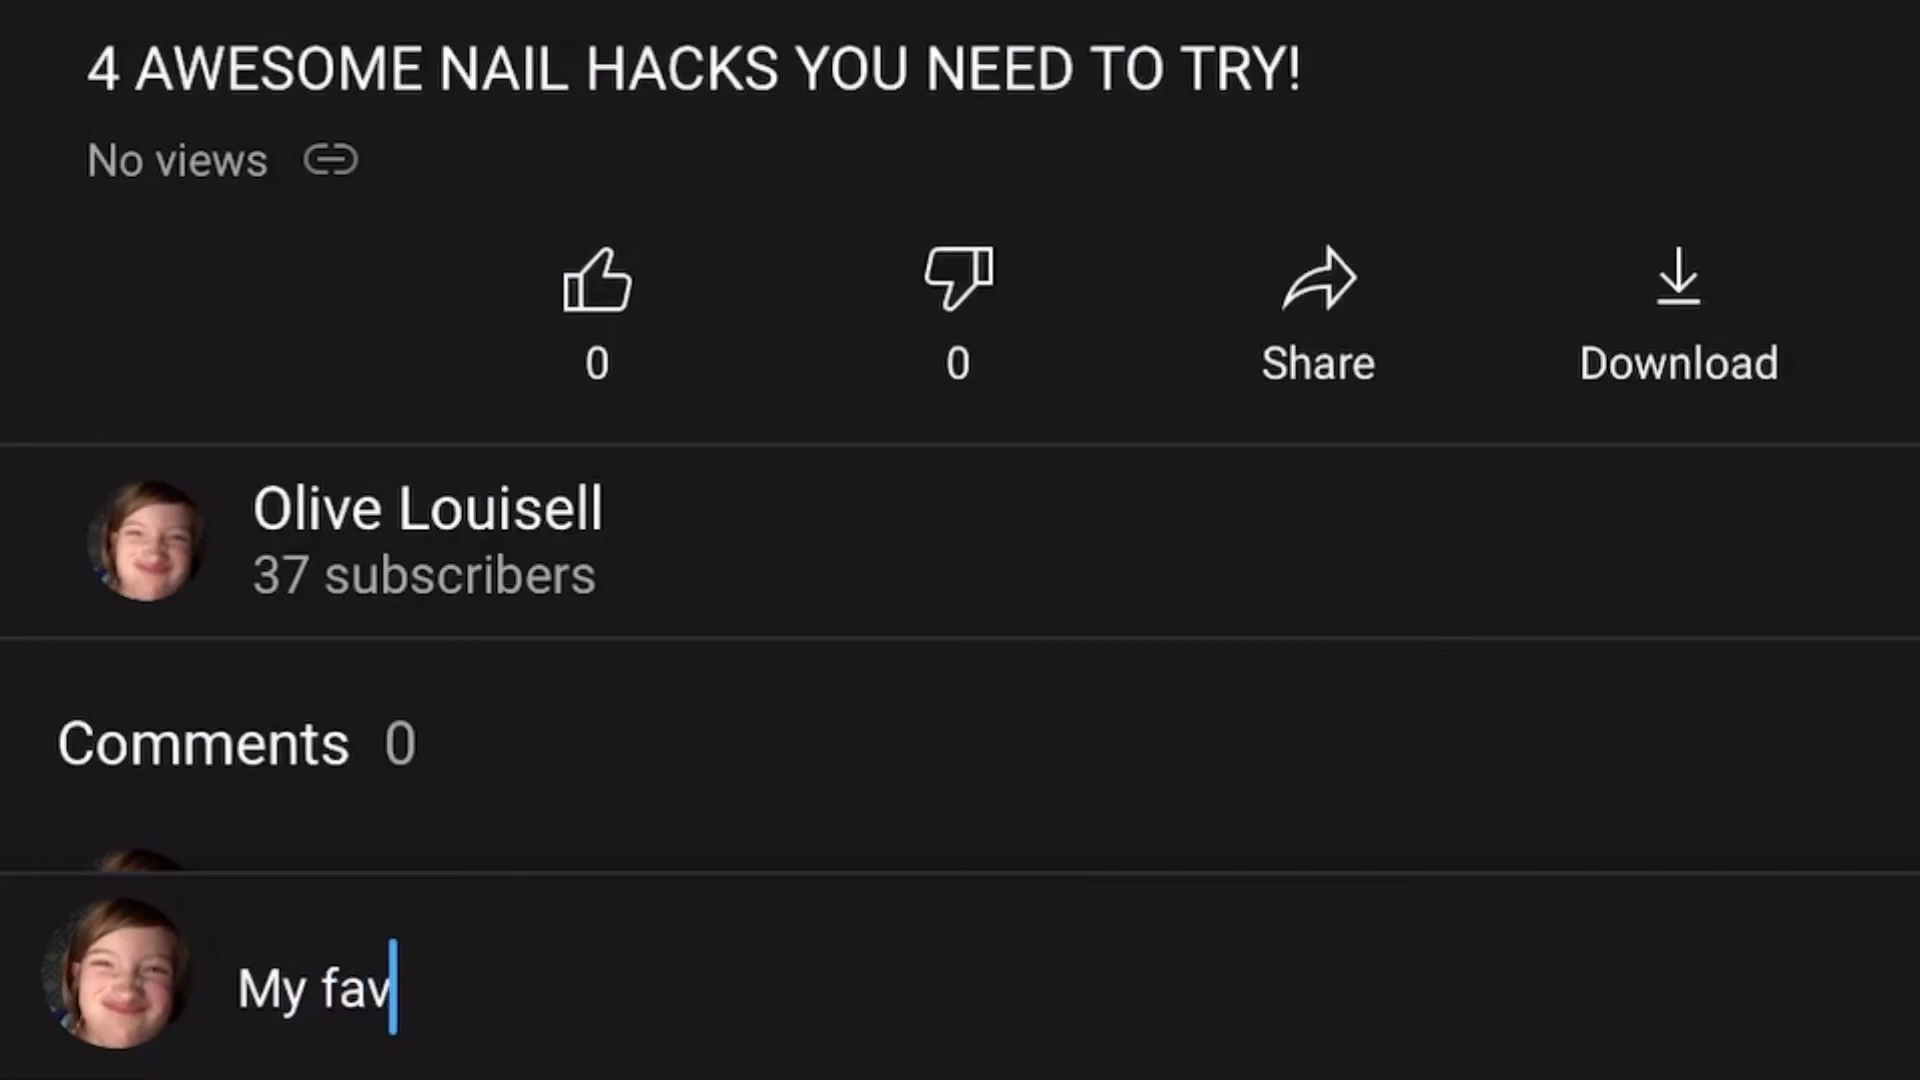 4 AWESOME NAIL HACKS YOU NEED TO TRY!
No views
0
0
Share
Download
Olive Louisell
37 subscribers
Comments 0
My fav